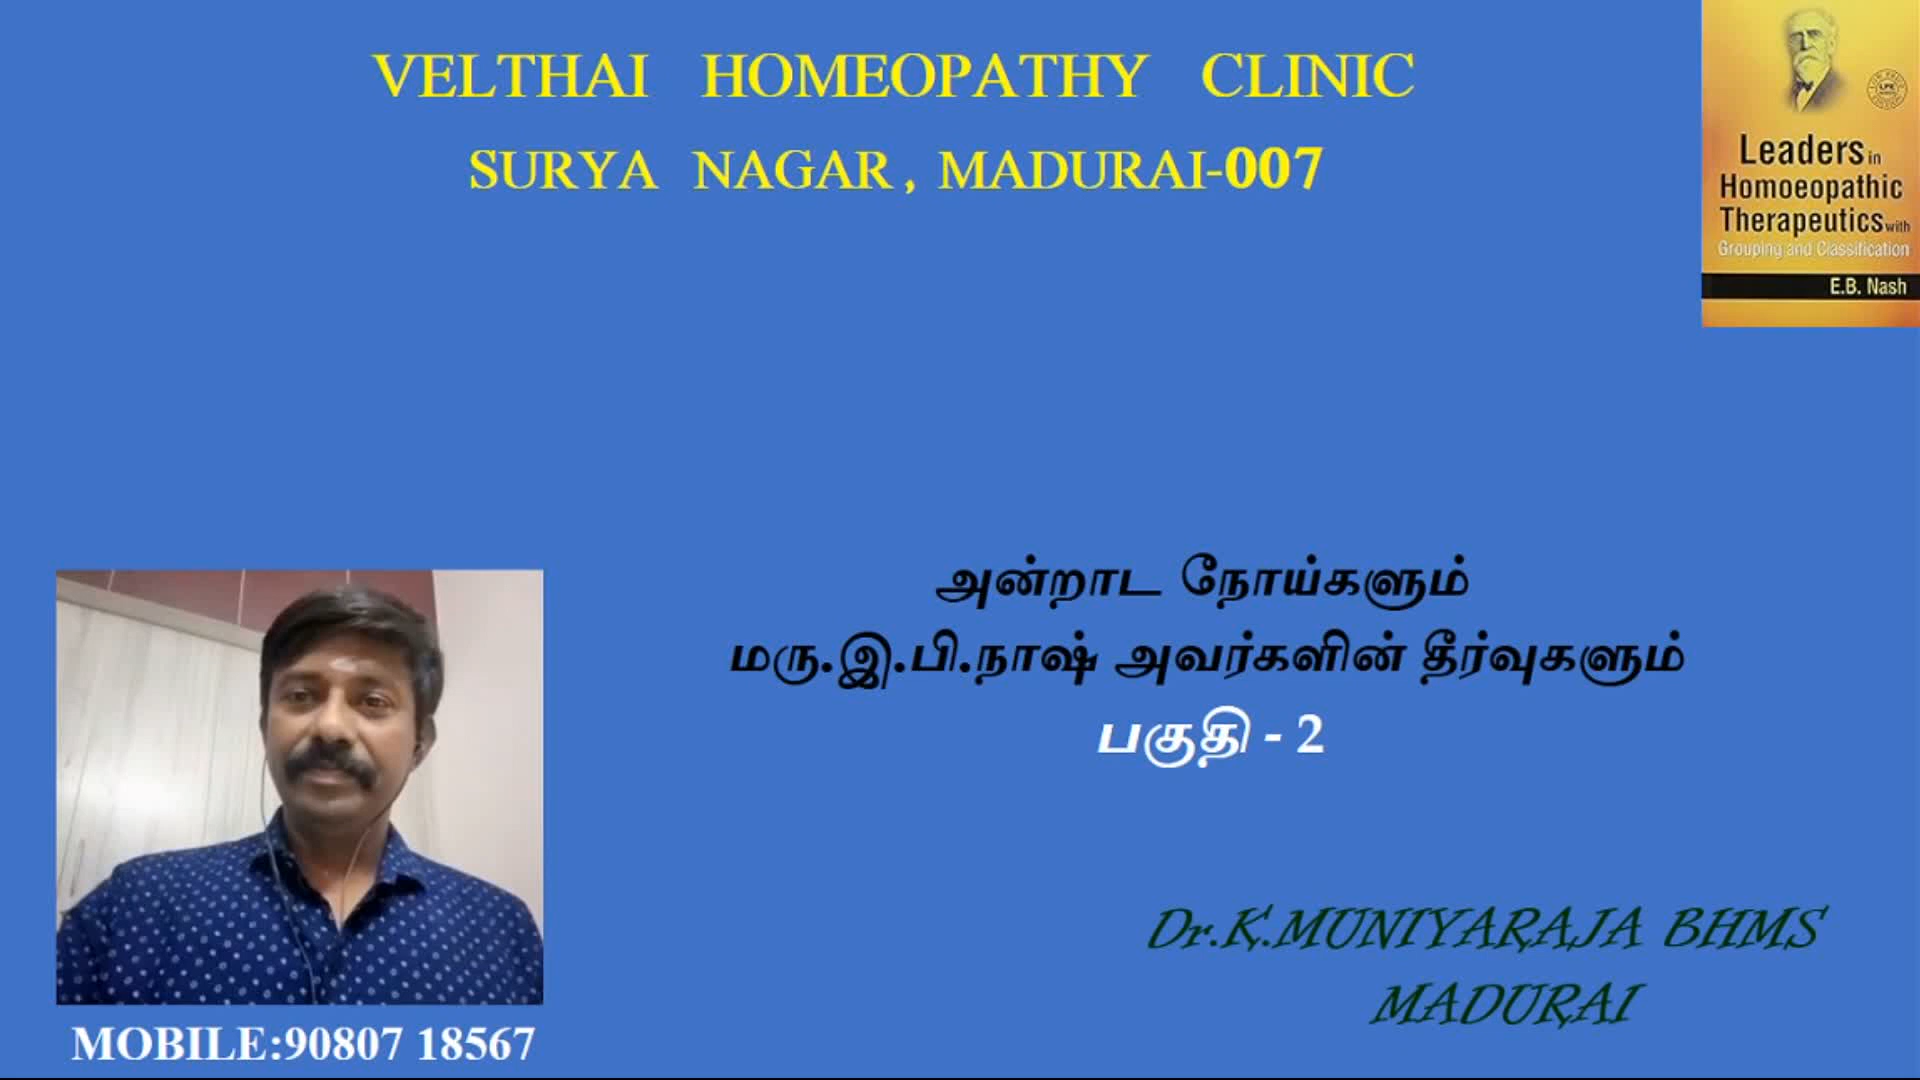 VELTHAI HOMEOPATHY CLINIC
SURYA NAGAR, MADURAI-007
Leaders in
Homoeopathic
Therapeutics with
Grouping and Classification
E.B. Nash
அன்றாட நோய்களும்
மரு.இ.பி.நாஷ் அவர்களின் தீர்வுகளும்
பகுதி - 2
Dr.K.MUNIYARAJA BHMS
MADURAI
MOBILE:90807 18567